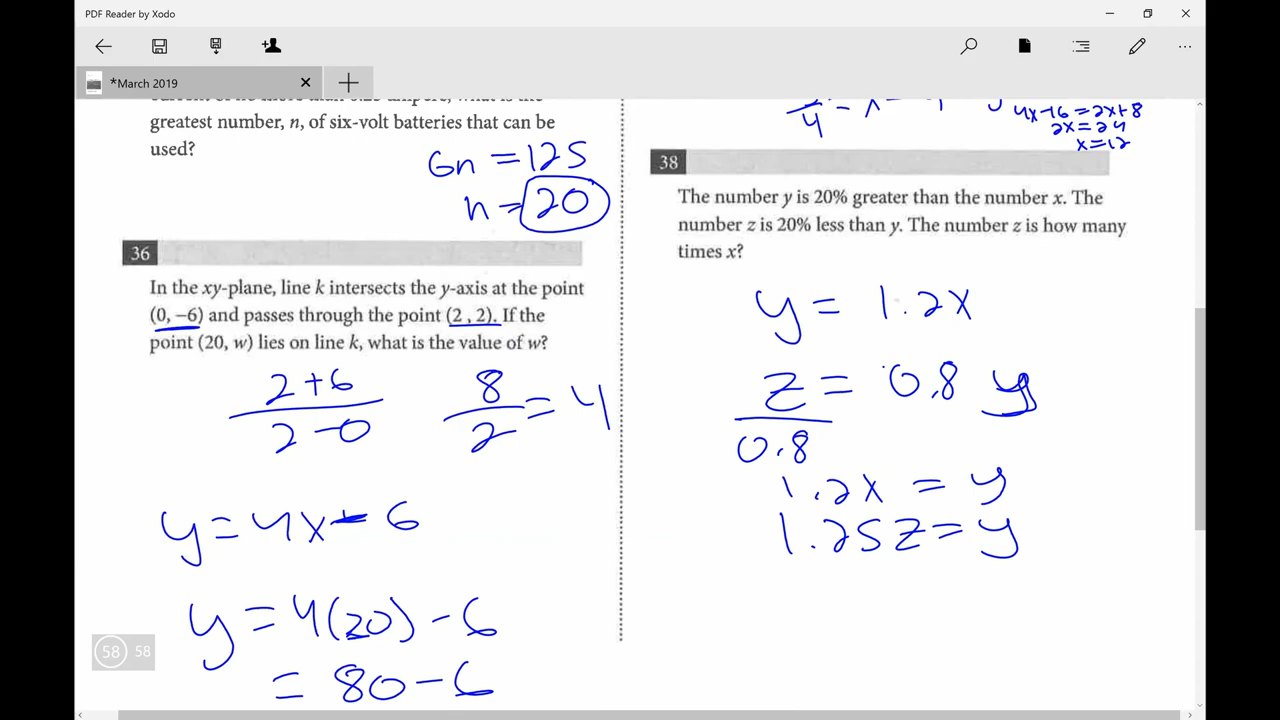 PDF Reader by Xodo
*March 2019
greatest number, n, of six-volt batteries that can be
used?
6n = 125
n = 20
36
In the xy-plane, line k intersects the y-axis at the point
(0, −6) and passes through the point (2 , 2). If the
point (20, w) lies on line k, what is the value of w?
2+6
2-0
8
2
= 4
y = 4x - 6
y = 4(20) - 6
= 80 - 6
58 58
4x-16 = 2x+8
2x = 24
x = 12
38
The number y is 20% greater than the number x. The
number z is 20% less than y. The number z is how many
times x?
y = 1.2x
z = 0.8 y
0.8
1.2x = y
1.25z = y